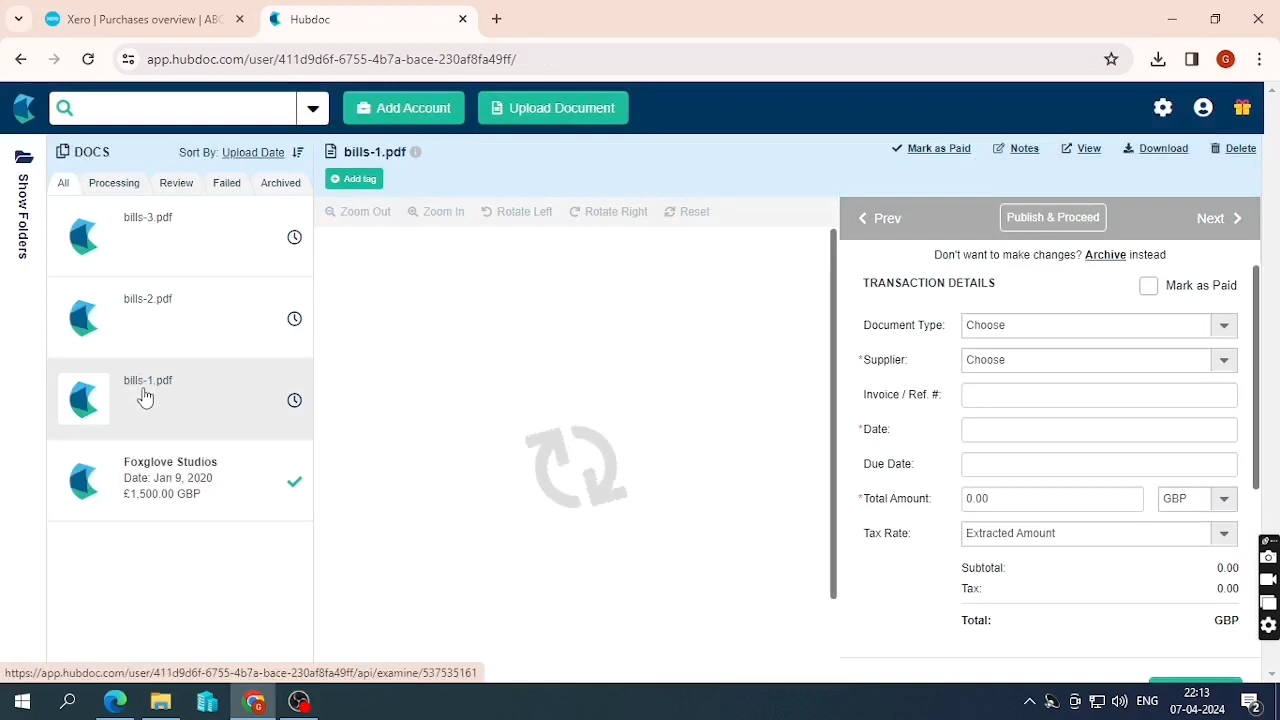 Xero | Purchases overview | ABC
Hubdoc
app.hubdoc.com/user/411d9d6f-6755-4b7a-bace-230af8fa49ff/
G
Add Account
Upload Document
Show Folders
DOCS
Sort By: Upload Date
All
Processing
Review
Failed
Archived
bills-3.pdf
bills-2.pdf
bills-1.pdf
Foxglove Studios
Date: Jan 9, 2020
£1,500.00 GBP
bills-1.pdf
Mark as Paid
Notes
View
Download
Delete
Add tag
Zoom Out
Zoom In
Rotate Left
Rotate Right
Reset
Prev
Publish & Proceed
Next
Don't want to make changes? Archive instead
TRANSACTION DETAILS
Mark as Paid
Document Type: Choose
*Supplier: Choose
Invoice / Ref. #:
*Date:
Due Date:
*Total Amount: 0.00 GBP
Tax Rate: Extracted Amount
Subtotal: 0.00
Tax: 0.00
Total: GBP
https://app.hubdoc.com/user/411d9d6f-6755-4b7a-bace-230af8fa49ff/api/examine/537535161
G
ENG
22:13
07-04-2024
2